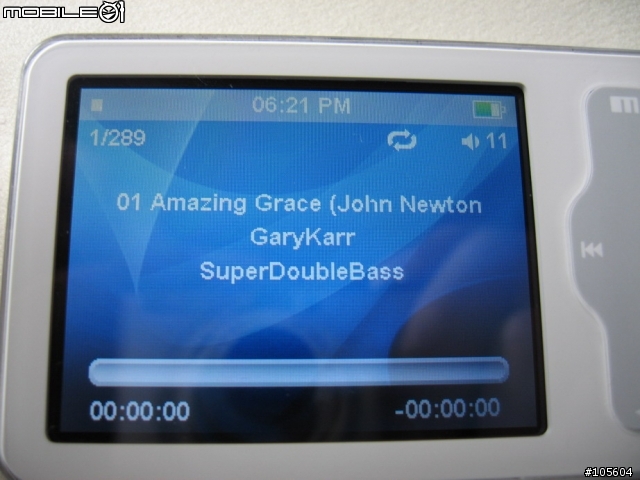 MOBILE01
06:21 PM
1/289
11
01 Amazing Grace (John Newton
GaryKarr
SuperDoubleBass
00:00:00
-00:00:00
#105604